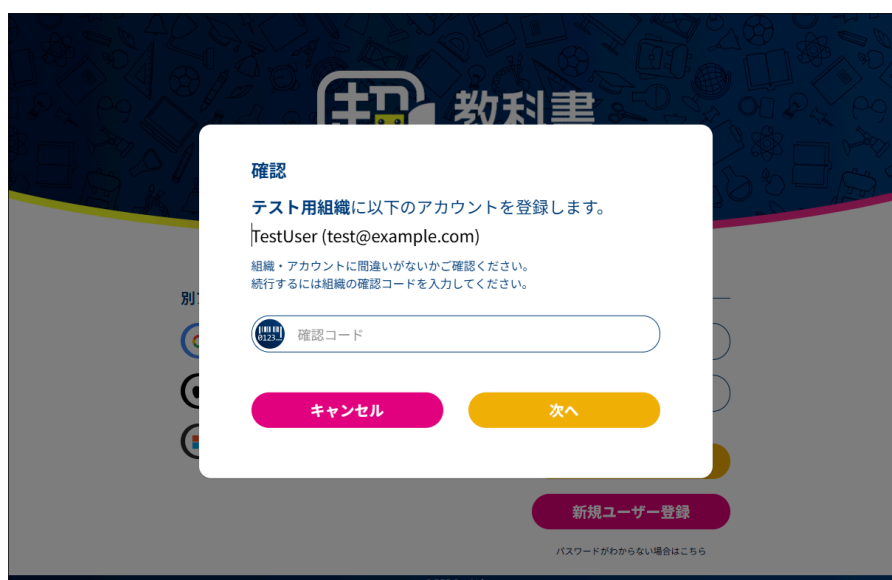 超 教科書
確認
テスト用組織に以下のアカウントを登録します。
TestUser (test@example.com)
組織・アカウントに間違いがないかご確認ください。
続行するには組織の確認コードを入力してください。
別
0123...
確認コード
キャンセル
次へ
新規ユーザー登録
パスワードがわからない場合はこちら